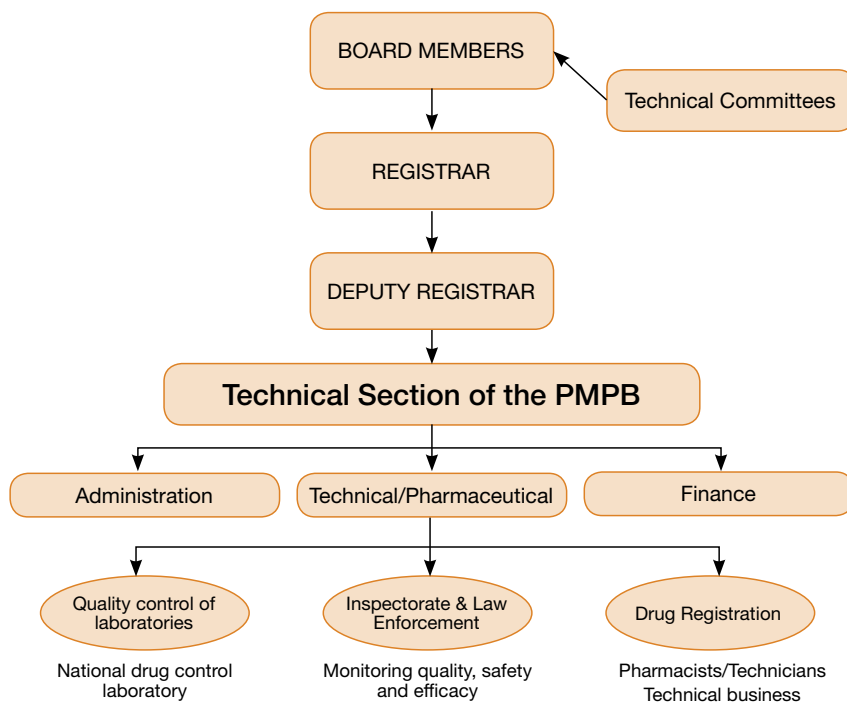 BOARD MEMBERS
Technical Committees
REGISTRAR
DEPUTY REGISTRAR
Technical Section of the PMPB
Administration
Technical/Pharmaceutical
Finance
Quality control of
laboratories
Inspectorate & Law
Enforcement
Drug Registration
National drug control
laboratory
Monitoring quality, safety
and efficacy
Pharmacists/Technicians
Technical business